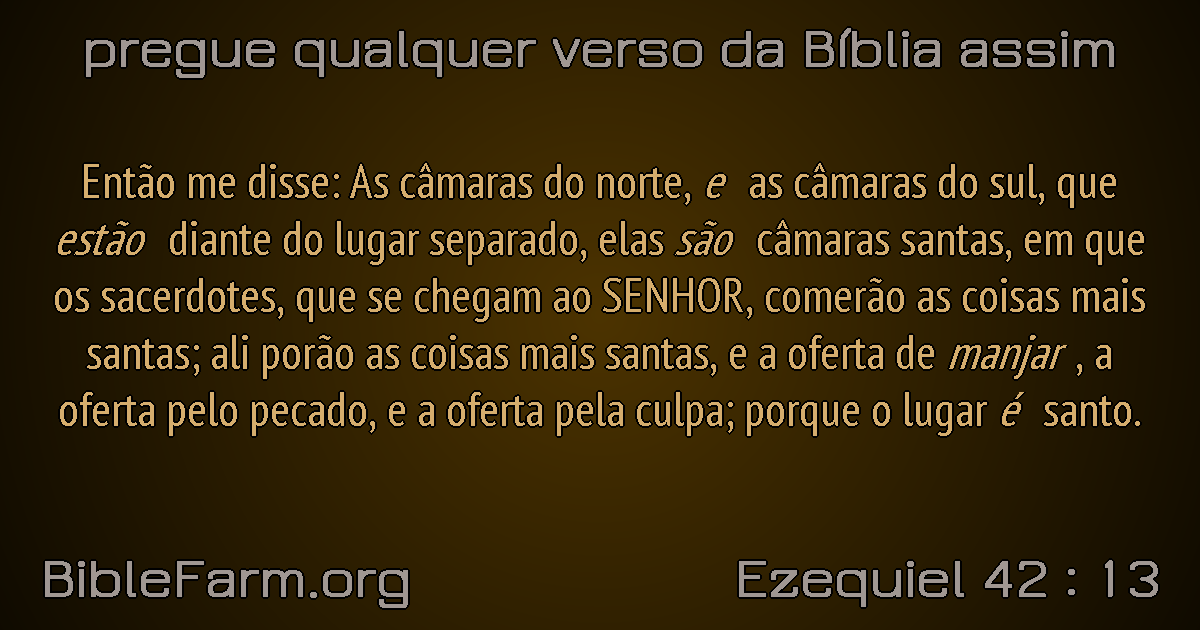 pregue qualquer verso da Bíblia assim
Então me disse: As câmaras do norte, e as câmaras do sul, que
estão diante do lugar separado, elas são câmaras santas, em que
os sacerdotes, que se chegam ao SENHOR, comerão as coisas mais
santas; ali porão as coisas mais santas, e a oferta de manjar , a
oferta pelo pecado, e a oferta pela culpa; porque o lugar é santo.
BibleFarm.org
Ezequiel 42 : 13